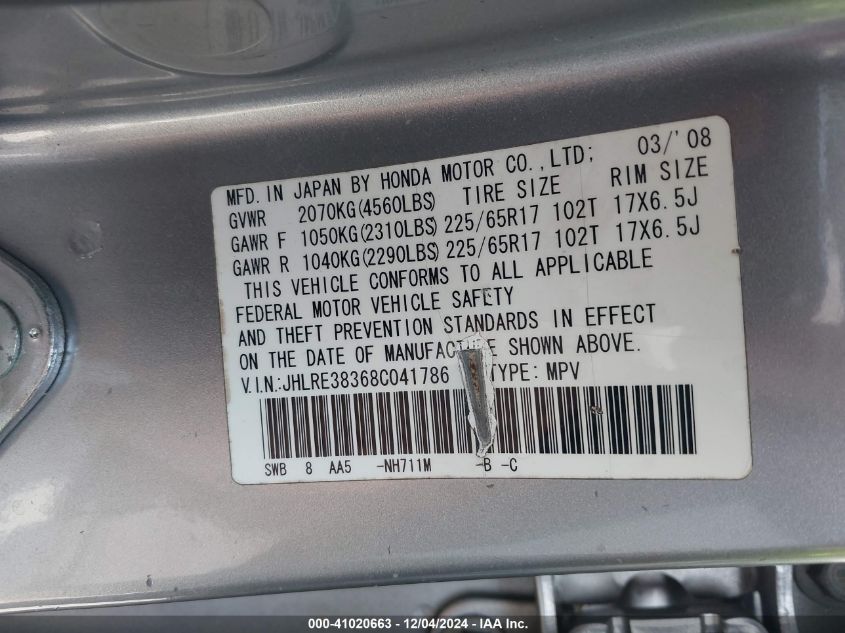 MFD. IN JAPAN BY HONDA MOTOR CO.,LTD; 03/'08
GVWR 2070KG(4560LBS) TIRE SIZE RIM SIZE
GAWR F 1050KG(2310LBS) 225/65R17 102T 17X6.5J
GAWR R 1040KG(2290LBS) 225/65R17 102T 17X6.5J
THIS VEHICLE CONFORMS TO ALL APPLICABLE
FEDERAL MOTOR VEHICLE SAFETY
AND THEFT PREVENTION STANDARDS IN EFFECT
ON THE DATE OF SHOWN ABOVE.
V.I.N.:JHLRE38368C041786 TYPE: MPV
SWB 8 AA5 -NH711M -B -C
000-41020663 - 12/04/2024 - IAA Inc.